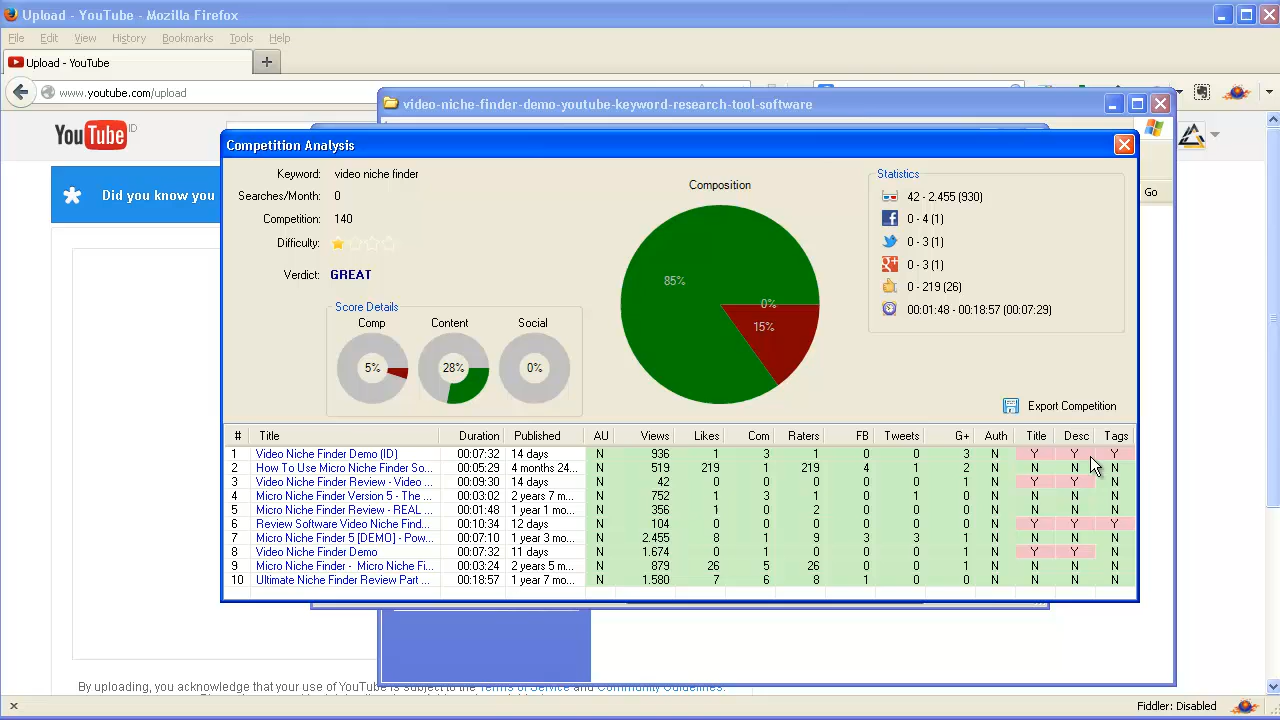 Upload - YouTube - Mozilla Firefox
File Edit View History Bookmarks Tools Help
Upload - YouTube +
www.youtube.com/upload
video-niche-finder-demo-youtube-keyword-research-tool-software
YouTube ID
Did you know you
Go
Competition Analysis
Keyword: video niche finder
Searches/Month: 0
Competition: 140
Difficulty:
Verdict: GREAT
Score Details
Comp Content Social
5% 28% 0%
Composition
85%
0%
15%
Statistics
42 - 2.455 (930)
0 - 4 (1)
0 - 3 (1)
0 - 3 (1)
0 - 219 (26)
00:01:48 - 00:18:57 (00:07:29)
Export Competition
# Title Duration Published AU Views Likes Com Raters FB Tweets G+ Auth Title Desc Tags
1 Video Niche Finder Demo (ID) 00:07:32 14 days N 936 1 3 1 0 0 3 N Y Y Y
2 How To Use Micro Niche Finder So... 00:05:29 4 months 24... N 519 219 1 219 4 1 2 N N N N
3 Video Niche Finder Review - Video ... 00:09:30 14 days N 42 0 0 0 0 0 1 N Y Y N
4 Micro Niche Finder Version 5 - The ... 00:03:02 2 years 7 m... N 752 1 3 1 0 1 0 N N N N
5 Micro Niche Finder Review - REAL ... 00:01:48 1 year 1 mo... N 356 1 0 2 0 0 0 N N N N
6 Review Software Video Niche Find... 00:10:34 12 days N 104 0 0 0 0 0 0 N Y Y Y
7 Micro Niche Finder 5 [DEMO] - Pow... 00:07:10 1 year 3 mo... N 2.455 8 1 9 3 3 1 N N N N
8 Video Niche Finder Demo 00:07:32 11 days N 1.674 0 1 0 0 0 1 N Y Y N
9 Micro Niche Finder - Micro Niche Fi... 00:03:24 2 years 5 m... N 879 26 5 26 0 0 1 N N N N
10 Ultimate Niche Finder Review Part ... 00:18:57 1 year 7 mo... N 1.580 7 6 8 1 0 0 N N N N
By uploading, you acknowledge that your use of YouTube is subject to the Terms of Service and Community Guidelines.
Fiddler: Disabled